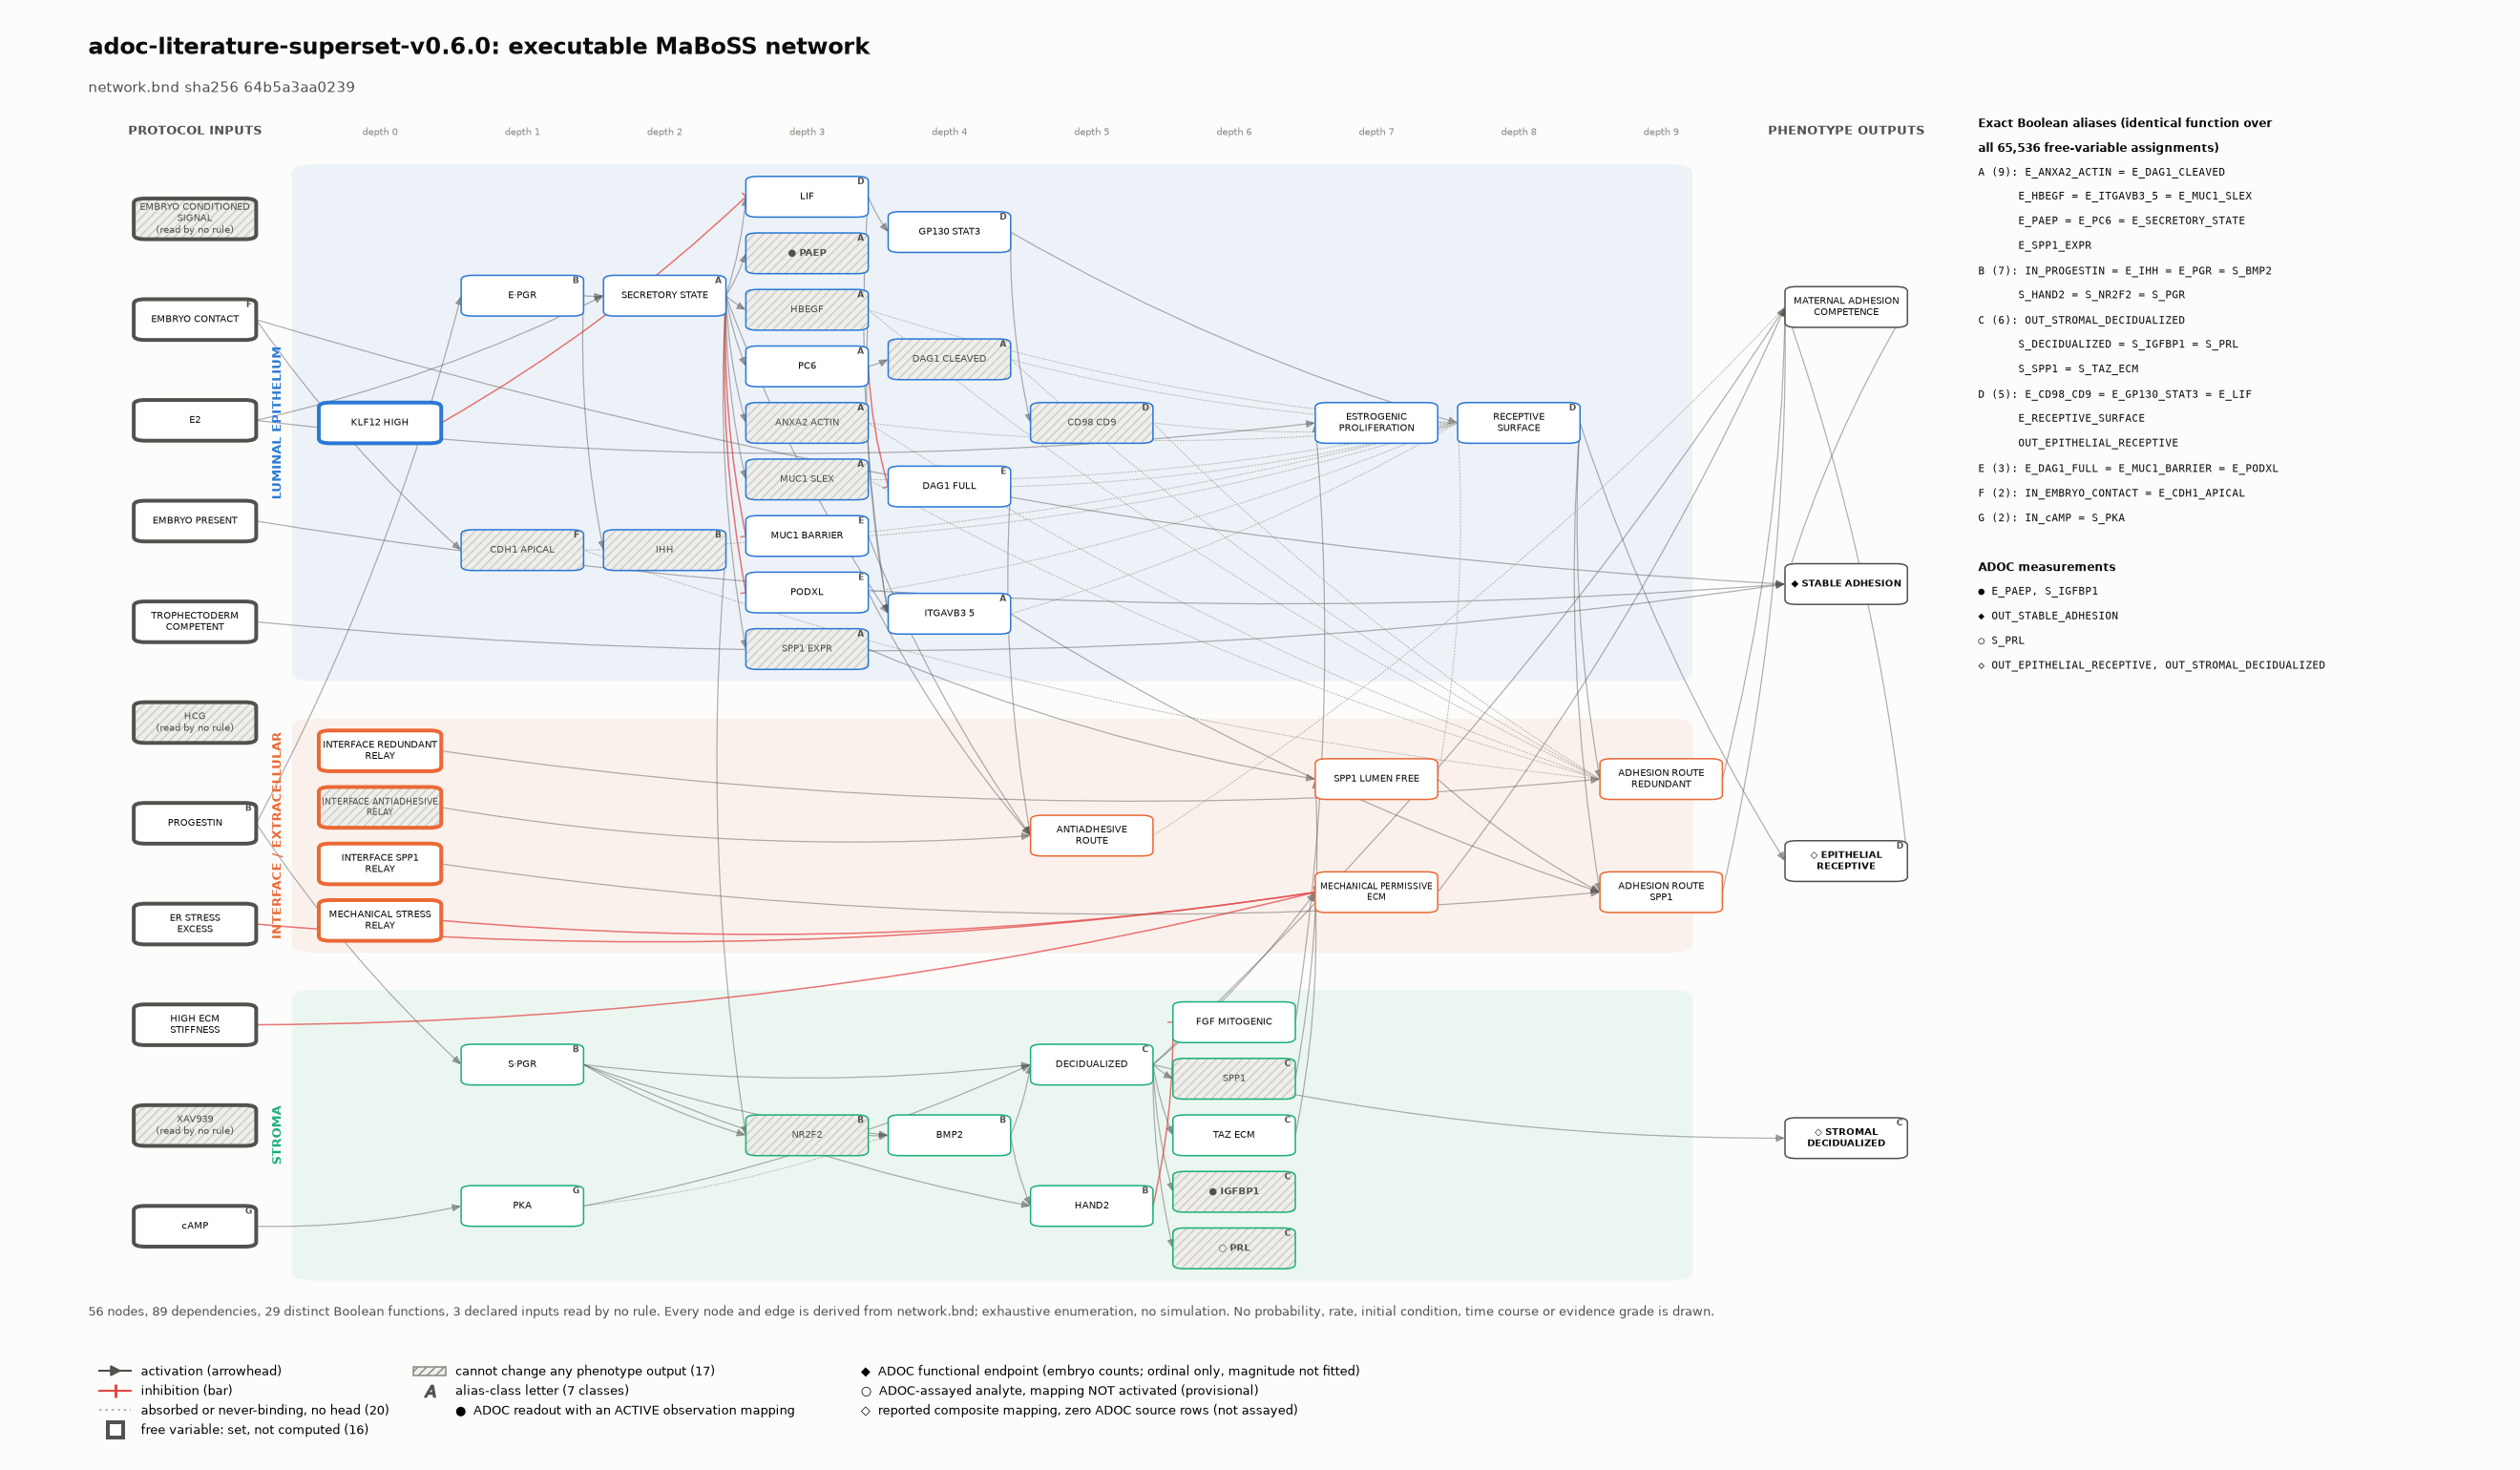 adoc-literature-superset-v0.6.0: executable MaBoSS network
network.bnd sha256 64b5a3aa0239
PROTOCOL INPUTS
depth 0
depth 1
depth 2
depth 3
depth 4
depth 5
depth 6
depth 7
depth 8
depth 9
PHENOTYPE OUTPUTS
EMBRYO CONDITIONED
SIGNAL
(read by no rule)
F
EMBRYO CONTACT
E2
EMBRYO PRESENT
TROPHECTODERM
COMPETENT
HCG
(read by no rule)
B
PROGESTIN
ER STRESS
EXCESS
HIGH ECM
STIFFNESS
XAV939
(read by no rule)
G
cAMP
LUMINAL EPITHELIUM
KLF12 HIGH
B
E·PGR
F
CDH1 APICAL
A
SECRETORY STATE
B
IHH
D
LIF
A
● PAEP
A
HBEGF
A
PC6
A
ANXA2 ACTIN
A
MUC1 SLEX
E
MUC1 BARRIER
E
PODXL
A
SPP1 EXPR
D
GP130 STAT3
A
DAG1 CLEAVED
E
DAG1 FULL
A
ITGAVB3 5
D
CD98 CD9
ESTROGENIC
PROLIFERATION
D
RECEPTIVE
SURFACE
INTERFACE / EXTRACELLULAR
INTERFACE REDUNDANT
RELAY
INTERFACE ANTIADHESIVE
RELAY
INTERFACE SPP1
RELAY
MECHANICAL STRESS
RELAY
ANTIADHESIVE
ROUTE
SPP1 LUMEN FREE
MECHANICAL PERMISSIVE
ECM
ADHESION ROUTE
REDUNDANT
ADHESION ROUTE
SPP1
STROMA
B
S·PGR
G
PKA
B
NR2F2
B
BMP2
C
DECIDUALIZED
B
HAND2
FGF MITOGENIC
C
SPP1
C
TAZ ECM
C
● IGFBP1
C
○ PRL
MATERNAL ADHESION
COMPETENCE
◆ STABLE ADHESION
D
◇ EPITHELIAL
RECEPTIVE
C
◇ STROMAL
DECIDUALIZED
Exact Boolean aliases (identical function over
all 65,536 free-variable assignments)
A (9): E_ANXA2_ACTIN = E_DAG1_CLEAVED
E_HBEGF = E_ITGAVB3_5 = E_MUC1_SLEX
E_PAEP = E_PC6 = E_SECRETORY_STATE
E_SPP1_EXPR
B (7): IN_PROGESTIN = E_IHH = E_PGR = S_BMP2
S_HAND2 = S_NR2F2 = S_PGR
C (6): OUT_STROMAL_DECIDUALIZED
S_DECIDUALIZED = S_IGFBP1 = S_PRL
S_SPP1 = S_TAZ_ECM
D (5): E_CD98_CD9 = E_GP130_STAT3 = E_LIF
E_RECEPTIVE_SURFACE
OUT_EPITHELIAL_RECEPTIVE
E (3): E_DAG1_FULL = E_MUC1_BARRIER = E_PODXL
F (2): IN_EMBRYO_CONTACT = E_CDH1_APICAL
G (2): IN_cAMP = S_PKA
ADOC measurements
● E_PAEP, S_IGFBP1
◆ OUT_STABLE_ADHESION
○ S_PRL
◇ OUT_EPITHELIAL_RECEPTIVE, OUT_STROMAL_DECIDUALIZED
56 nodes, 89 dependencies, 29 distinct Boolean functions, 3 declared inputs read by no rule. Every node and edge is derived from network.bnd; exhaustive enumeration, no simulation. No probability, rate, initial condition, time course or evidence grade is drawn.
activation (arrowhead)
inhibition (bar)
absorbed or never-binding, no head (20)
free variable: set, not computed (16)
cannot change any phenotype output (17)
A alias-class letter (7 classes)
● ADOC readout with an ACTIVE observation mapping
◆ ADOC functional endpoint (embryo counts; ordinal only, magnitude not fitted)
○ ADOC-assayed analyte, mapping NOT activated (provisional)
◇ reported composite mapping, zero ADOC source rows (not assayed)